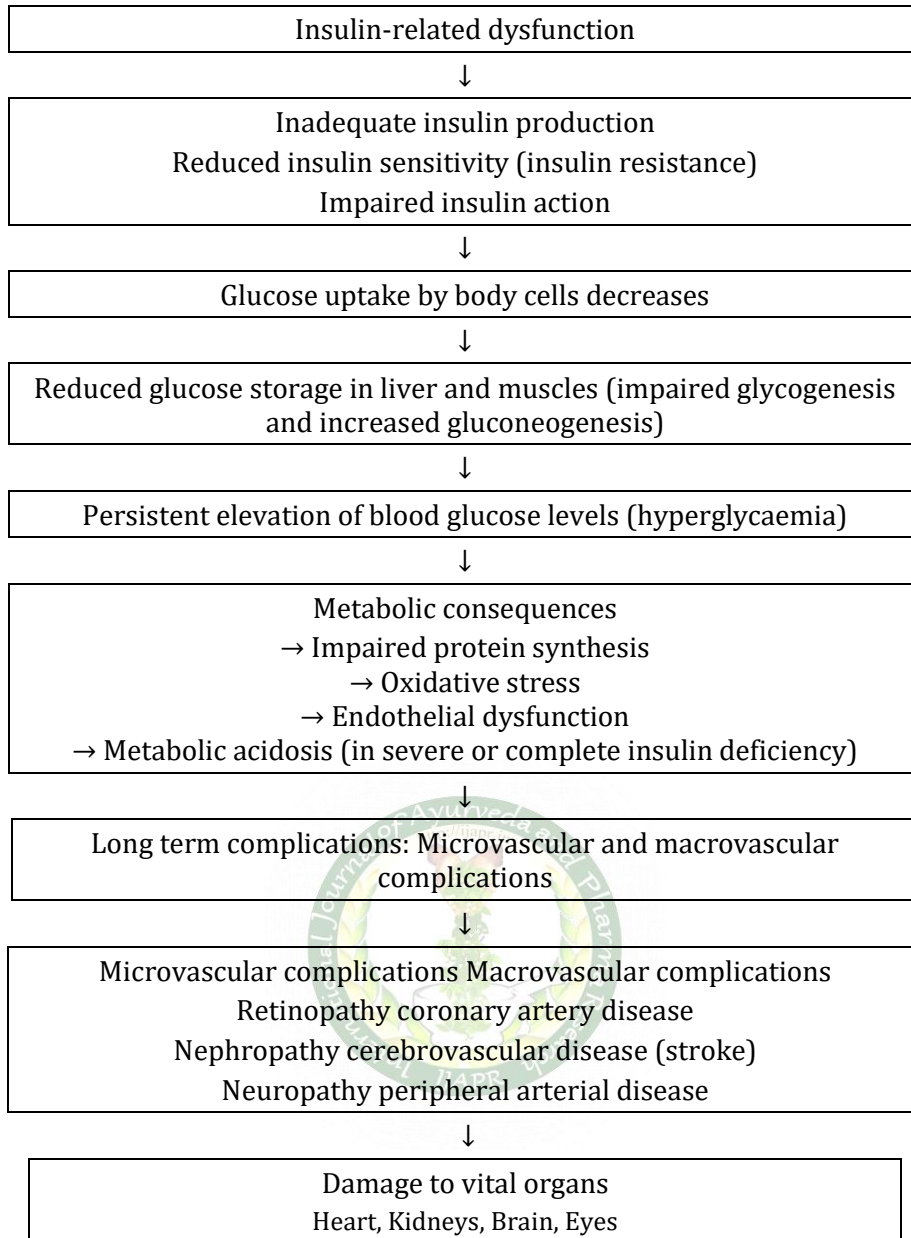 Insulin-related dysfunction
↓
Inadequate insulin production
Reduced insulin sensitivity (insulin resistance)
Impaired insulin action
↓
Glucose uptake by body cells decreases
↓
Reduced glucose storage in liver and muscles (impaired glycogenesis
and increased gluconeogenesis)
↓
Persistent elevation of blood glucose levels (hyperglycaemia)
↓
Metabolic consequences
→ Impaired protein synthesis
→ Oxidative stress
→ Endothelial dysfunction
→ Metabolic acidosis (in severe or complete insulin deficiency)
↓
Long term complications: Microvascular and macrovascular
complications
↓
Microvascular complications Macrovascular complications
Retinopathy coronary artery disease
Nephropathy cerebrovascular disease (stroke)
Neuropathy peripheral arterial disease
↓
Damage to vital organs
Heart, Kidneys, Brain, Eyes
IJAPR